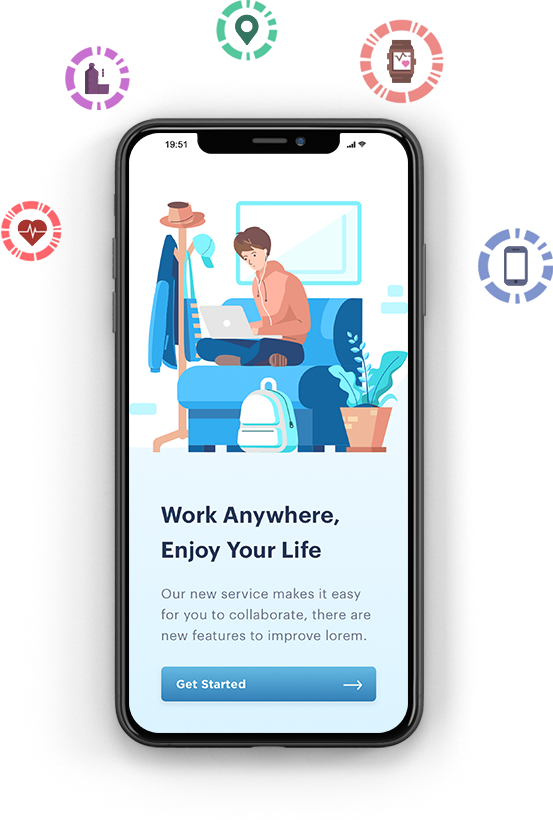 19:51
Work Anywhere,
Enjoy Your Life
Our new service makes it easy
for you to collaborate, there are
new features to improve lorem.
Get Started